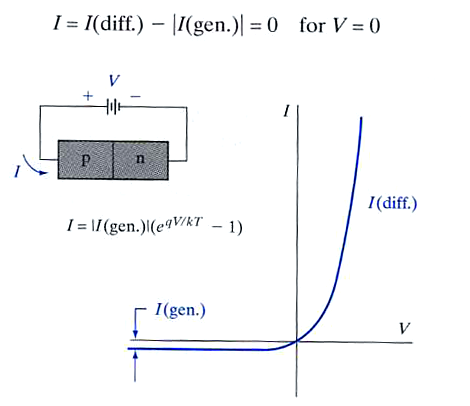 I = I(diff.) − |I(gen.)| = 0 for V = 0
V
+ −
p n
I
I = |I(gen.)|(e^{qV/kT} − 1)
I
I(diff.)
I(gen.)
V